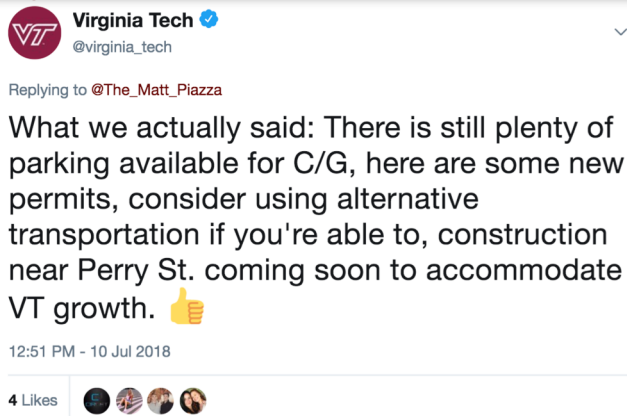 VT
Virginia Tech
@virginia_tech
Replying to @The_Matt_Piazza
What we actually said: There is still plenty of
parking available for C/G, here are some new
permits, consider using alternative
transportation if you're able to, construction
near Perry St. coming soon to accommodate
VT growth. 👍
12:51 PM - 10 Jul 2018
4 Likes